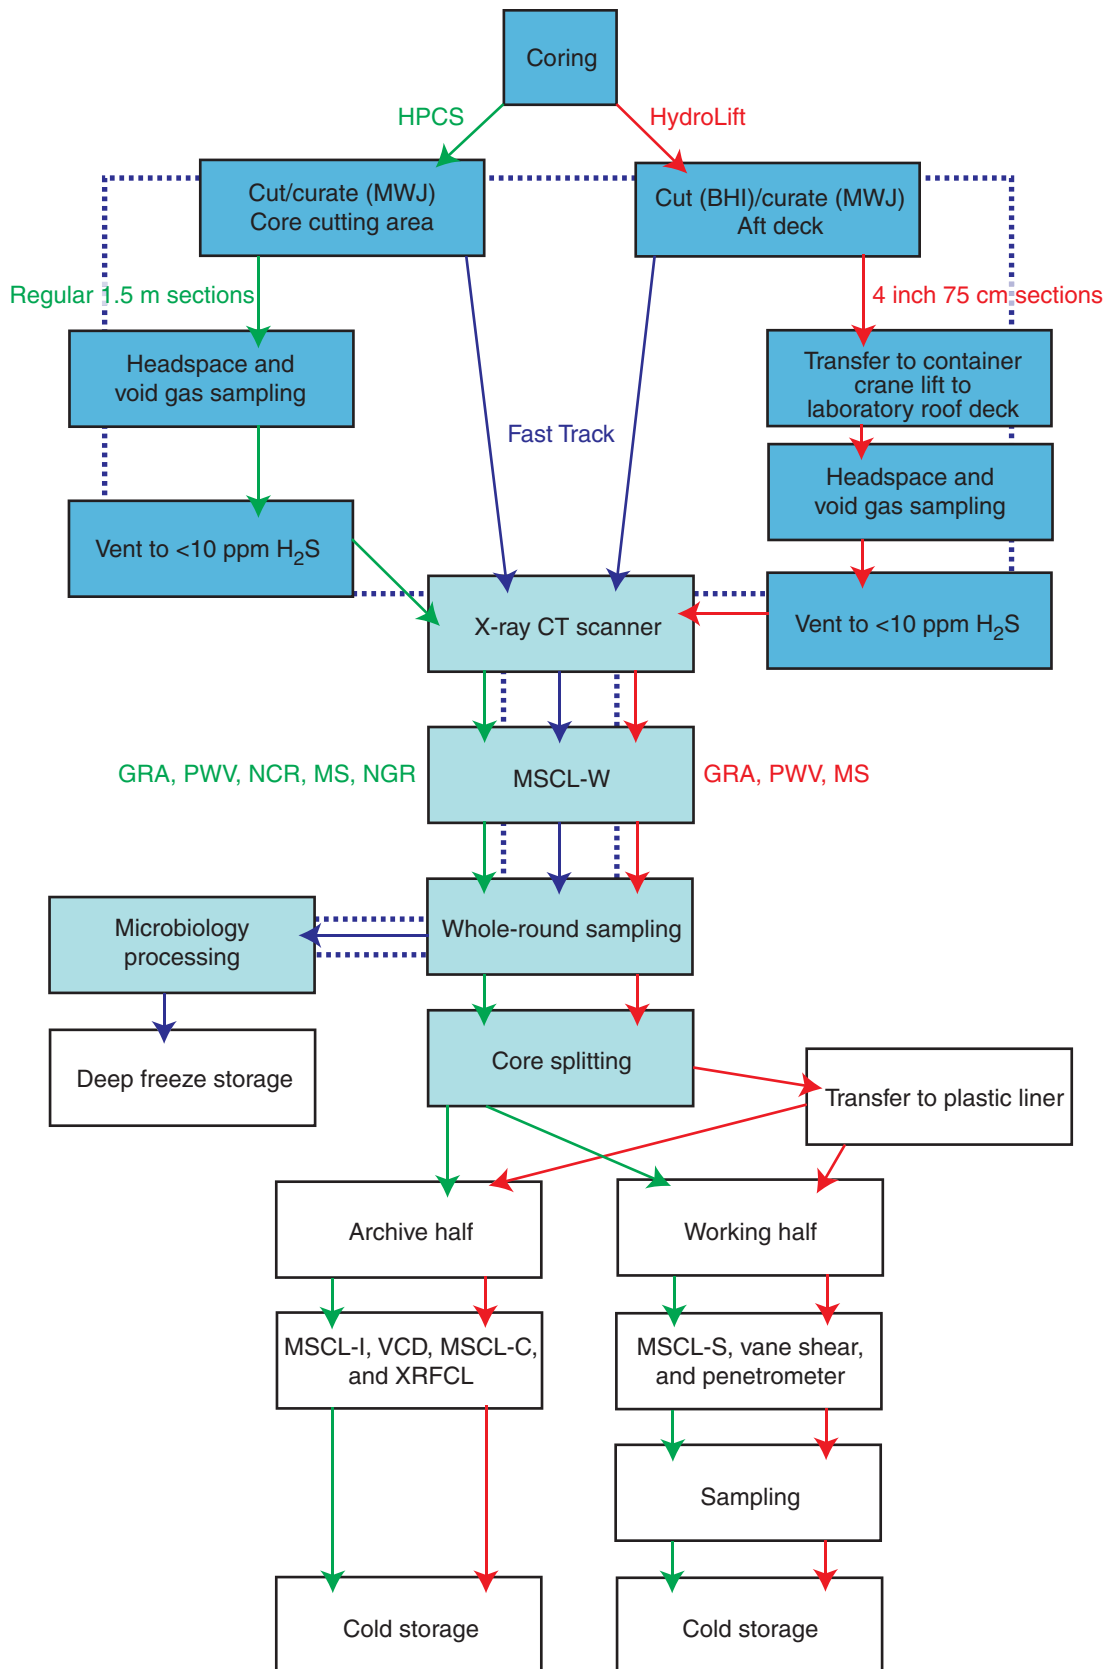 Coring
HPCS
HydroLift
Cut/curate (MWJ)
Core cutting area
Cut (BHI)/curate (MWJ)
Aft deck
Regular 1.5 m sections
4 inch 75 cm sections
Headspace and
void gas sampling
Transfer to container
crane lift to
laboratory roof deck
Fast Track
Headspace and
void gas sampling
Vent to <10 ppm H₂S
X-ray CT scanner
Vent to <10 ppm H₂S
GRA, PWV, NCR, MS, NGR
MSCL-W
GRA, PWV, MS
Microbiology
processing
Whole-round sampling
Deep freeze storage
Core splitting
Transfer to plastic liner
Archive half
Working half
MSCL-I, VCD, MSCL-C,
and XRFCL
MSCL-S, vane shear,
and penetrometer
Sampling
Cold storage
Cold storage